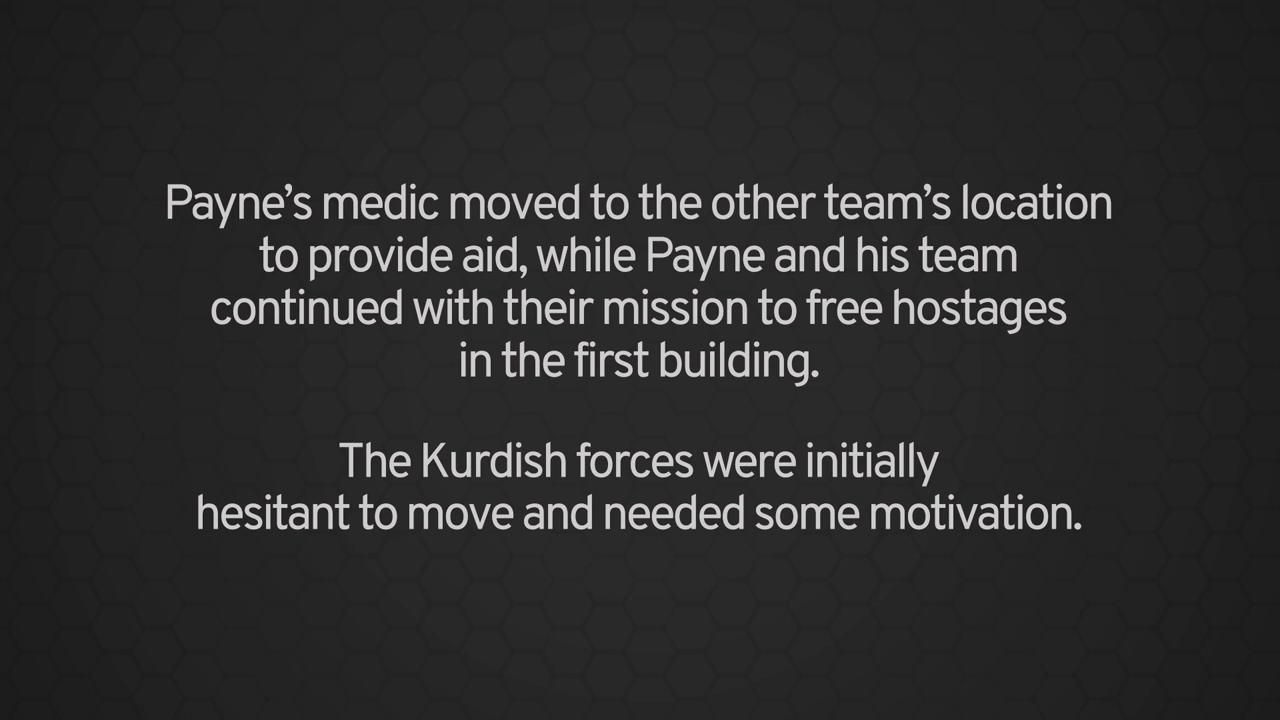 Payne’s medic moved to the other team’s location
to provide aid, while Payne and his team
continued with their mission to free hostages
in the first building.
The Kurdish forces were initially
hesitant to move and needed some motivation.